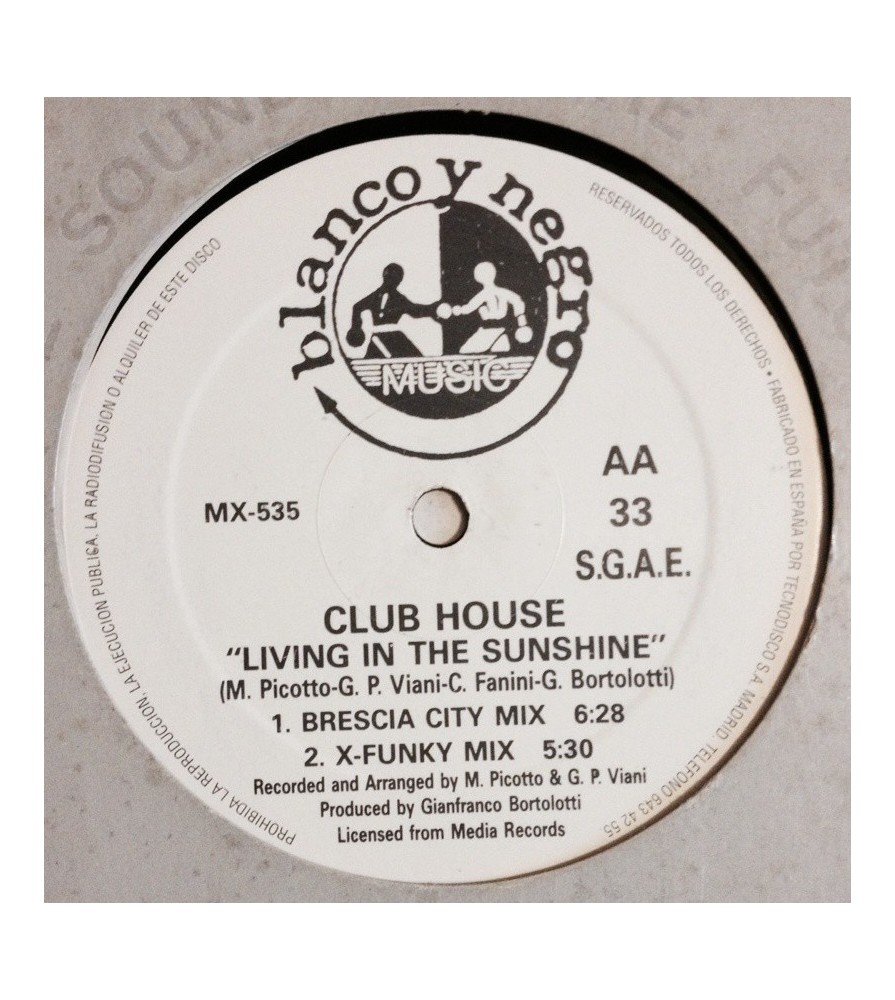 SOUND
FU
blanco y negro
MUSIC
RESERVADOS TODOS LOS DERECHOS • FABRICADO EN ESPAÑA POR TECNODISCO S.A. MADRID TELEFONO 643 42 55
PROHIBIDA LA REPRODUCCION, LA EJECUCION PUBLICA, LA RADIODIFUSION O ALQUILER DE ESTE DISCO
MX-535
AA
33
S.G.A.E.
CLUB HOUSE
"LIVING IN THE SUNSHINE"
(M. Picotto-G. P. Viani-C. Fanini-G. Bortolotti)
1. BRESCIA CITY MIX 6:28
2. X-FUNKY MIX 5:30
Recorded and Arranged by M. Picotto & G. P. Viani
Produced by Gianfranco Bortolotti
Licensed from Media Records